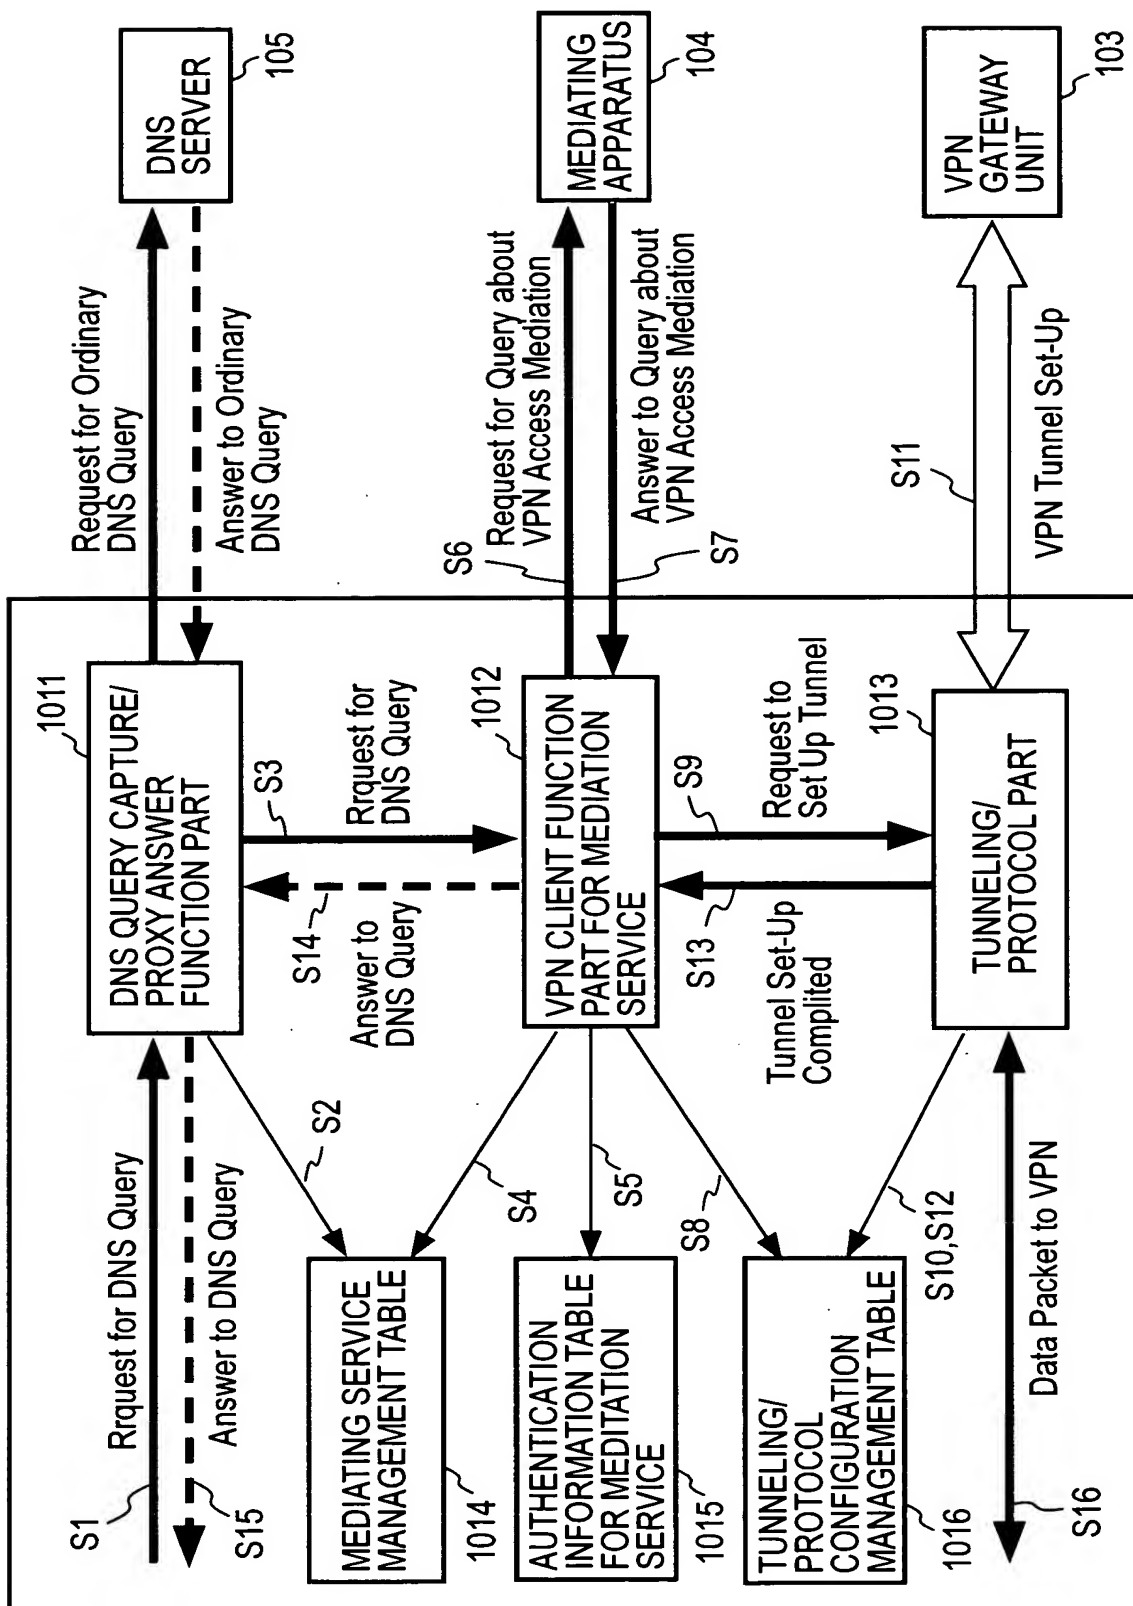 S1
Rrquest for DNS Query
Answer to DNS Query
S15
DNS QUERY CAPTURE/
PROXY ANSWER
FUNCTION PART
1011
Request for Ordinary
DNS Query
Answer to Ordinary
DNS Query
DNS
SERVER
105
S2
S14
Answer to
DNS Query
S3
Rrquest for
DNS Query
MEDIATING SERVICE
MANAGEMENT TABLE
1014
S4
S5
S8
AUTHENTICATION
INFORMATION TABLE
FOR MEDITATION
SERVICE
1015
VPN CLIENT FUNCTION
PART FOR MEDIATION
SERVICE
1012
S6
Request for Query about
VPN Access Mediation
Answer to Query about
VPN Access Mediation
S7
MEDIATING
APPARATUS
104
Tunnel Set-Up
Complited
S13
S9
Request to
Set Up Tunnel
TUNNELING/
PROTOCOL
CONFIGURATION
MANAGEMENT TABLE
1016
S10,S12
TUNNELING/
PROTOCOL PART
1013
S11
VPN Tunnel Set-Up
VPN
GATEWAY
UNIT
103
S16
Data Packet to VPN